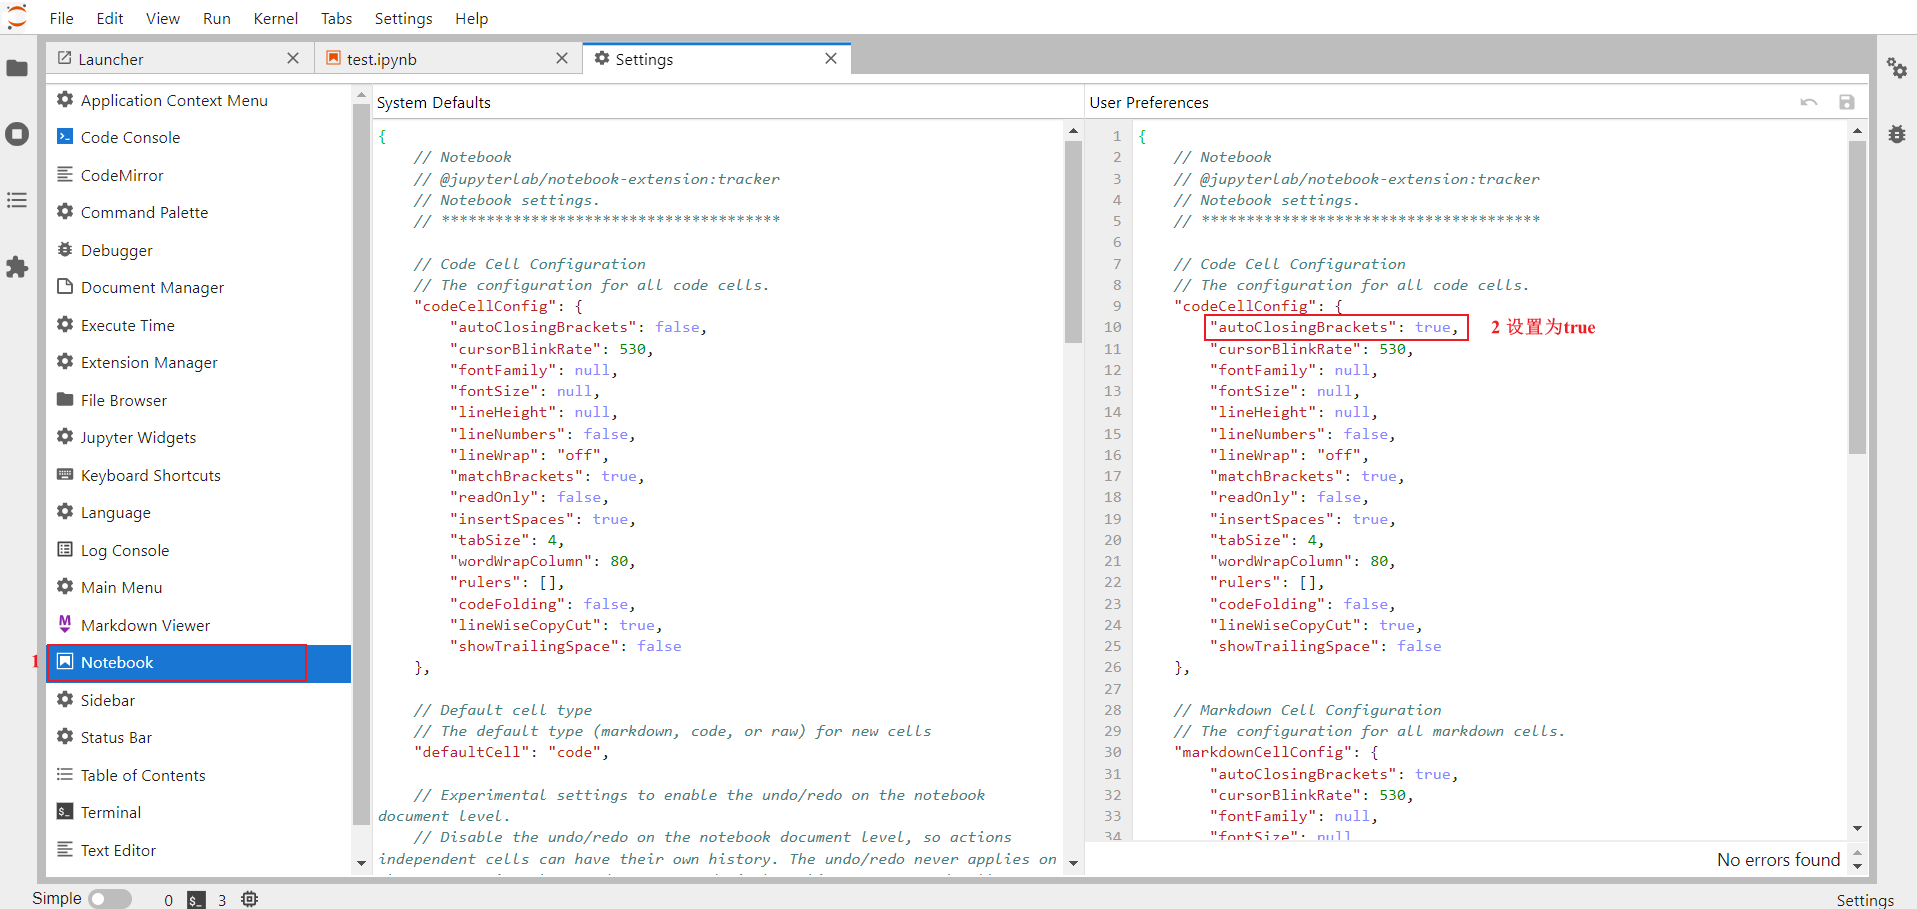 File Edit View Run Kernel Tabs Settings Help
Launcher
test.ipynb
Settings
Application Context Menu
Code Console
CodeMirror
Command Palette
Debugger
Document Manager
Execute Time
Extension Manager
File Browser
Jupyter Widgets
Keyboard Shortcuts
Language
Log Console
Main Menu
Markdown Viewer
1
Notebook
Sidebar
Status Bar
Table of Contents
Terminal
Text Editor
System Defaults
{
// Notebook
// @jupyterlab/notebook-extension:tracker
// Notebook settings.
// **************************************
// Code Cell Configuration
// The configuration for all code cells.
"codeCellConfig": {
"autoClosingBrackets": false,
"cursorBlinkRate": 530,
"fontFamily": null,
"fontSize": null,
"lineHeight": null,
"lineNumbers": false,
"lineWrap": "off",
"matchBrackets": true,
"readOnly": false,
"insertSpaces": true,
"tabSize": 4,
"wordWrapColumn": 80,
"rulers": [],
"codeFolding": false,
"lineWiseCopyCut": true,
"showTrailingSpace": false
},
// Default cell type
// The default type (markdown, code, or raw) for new cells
"defaultCell": "code",
// Experimental settings to enable the undo/redo on the notebook
document level.
// Disable the undo/redo on the notebook document level, so actions
independent cells can have their own history. The undo/redo never applies on
User Preferences
1 {
2 // Notebook
3 // @jupyterlab/notebook-extension:tracker
4 // Notebook settings.
5 // **************************************
6
7 // Code Cell Configuration
8 // The configuration for all code cells.
9 "codeCellConfig": {
10 "autoClosingBrackets": true, 2 设置为true
11 "cursorBlinkRate": 530,
12 "fontFamily": null,
13 "fontSize": null,
14 "lineHeight": null,
15 "lineNumbers": false,
16 "lineWrap": "off",
17 "matchBrackets": true,
18 "readOnly": false,
19 "insertSpaces": true,
20 "tabSize": 4,
21 "wordWrapColumn": 80,
22 "rulers": [],
23 "codeFolding": false,
24 "lineWiseCopyCut": true,
25 "showTrailingSpace": false
26 },
27
28 // Markdown Cell Configuration
29 // The configuration for all markdown cells.
30 "markdownCellConfig": {
31 "autoClosingBrackets": true,
32 "cursorBlinkRate": 530,
33 "fontFamily": null,
34 "fontSize": null
No errors found
Simple 0 $_ 3
Settings